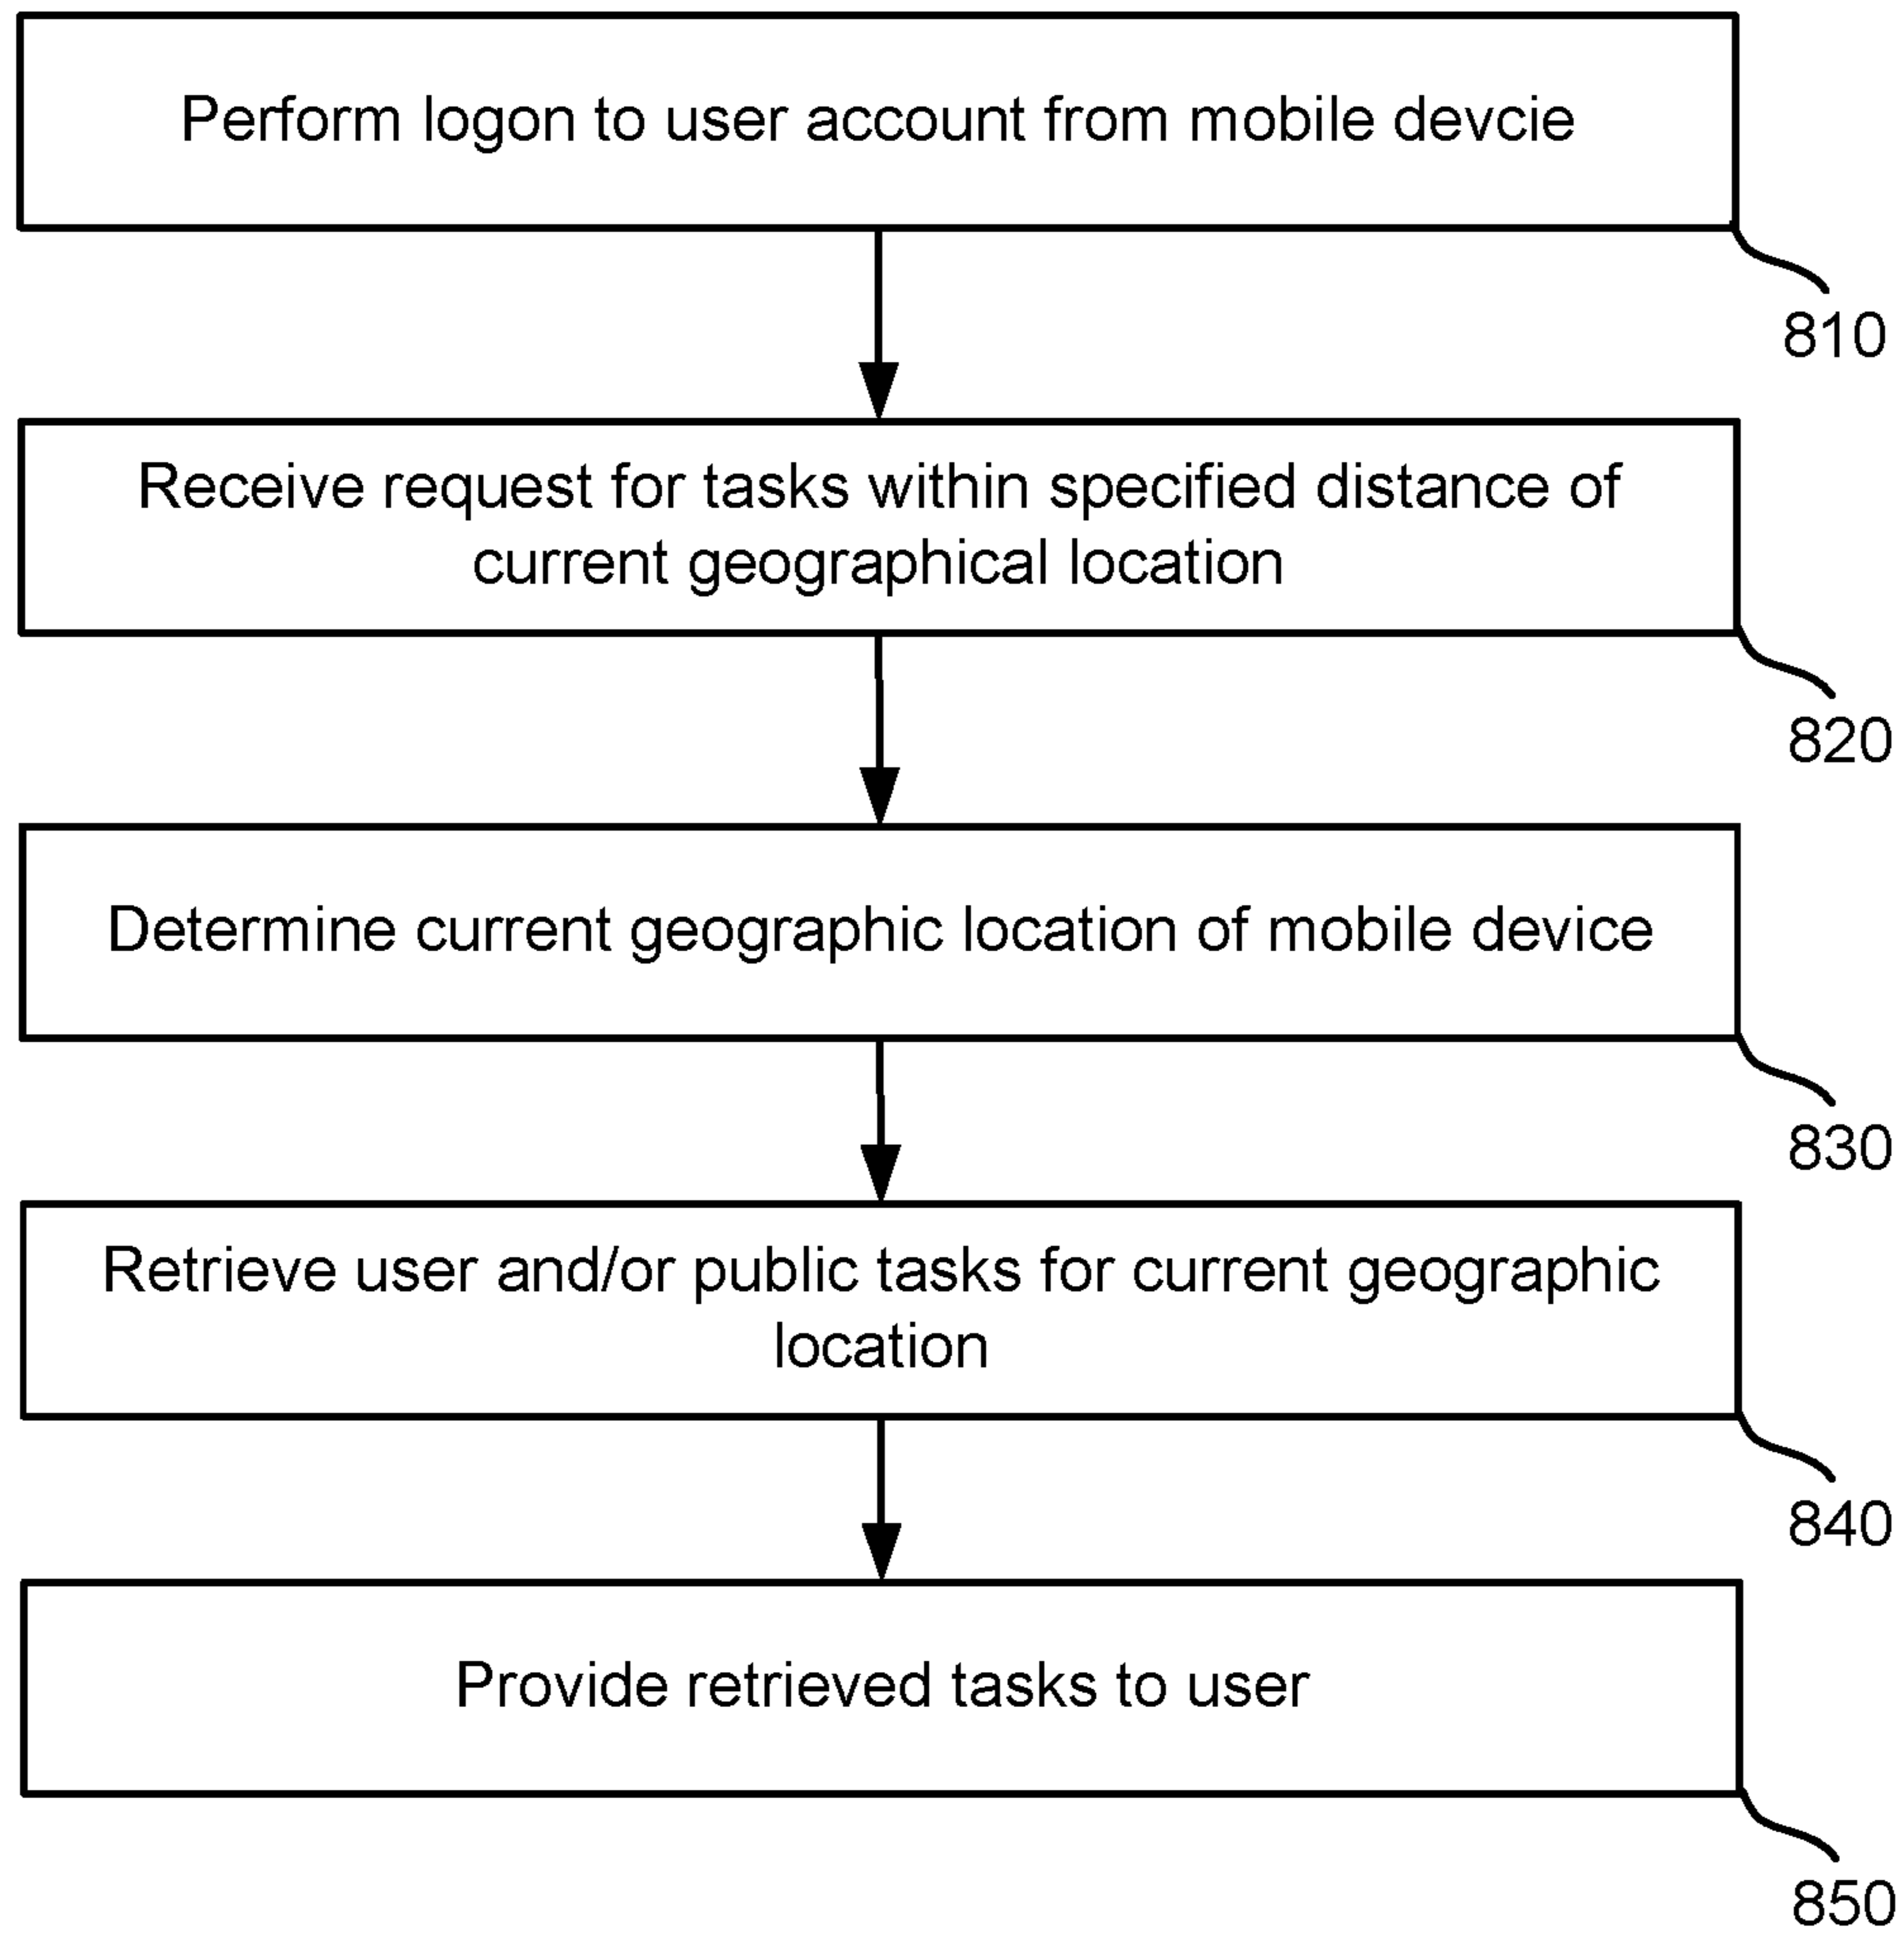 Perform logon to user account from mobile devcie
810
Receive request for tasks within specified distance of
current geographical location
820
Determine current geographic location of mobile device
830
Retrieve user and/or public tasks for current geographic
location
840
Provide retrieved tasks to user
850